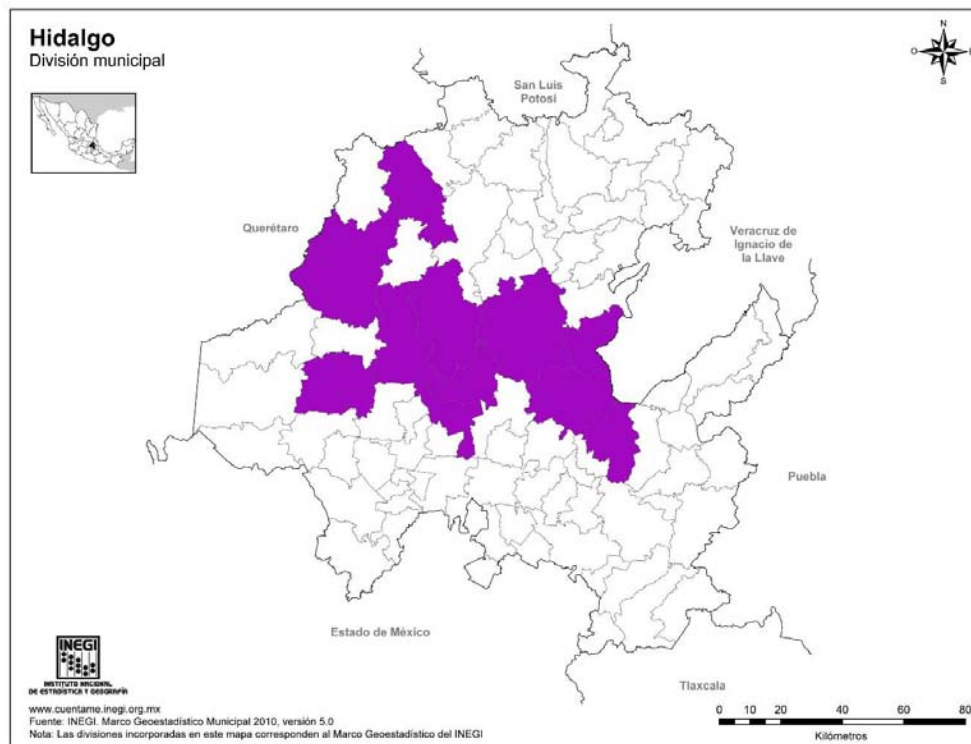 Hidalgo
División municipal
N
O
E
S
San Luis
Potosí
Querétaro
Veracruz de
Ignacio de
la Llave
Puebla
Estado de México
Tlaxcala
INEGI
INSTITUTO NACIONAL
DE ESTADÍSTICA Y GEOGRAFÍA
www.cuentame.inegi.org.mx
Fuente: INEGI. Marco Geoestadístico Municipal 2010, versión 5.0
Nota: Las divisiones incorporadas en este mapa corresponden al Marco Geoestadístico del INEGI
0 10 20 40 60 80
Kilómetros